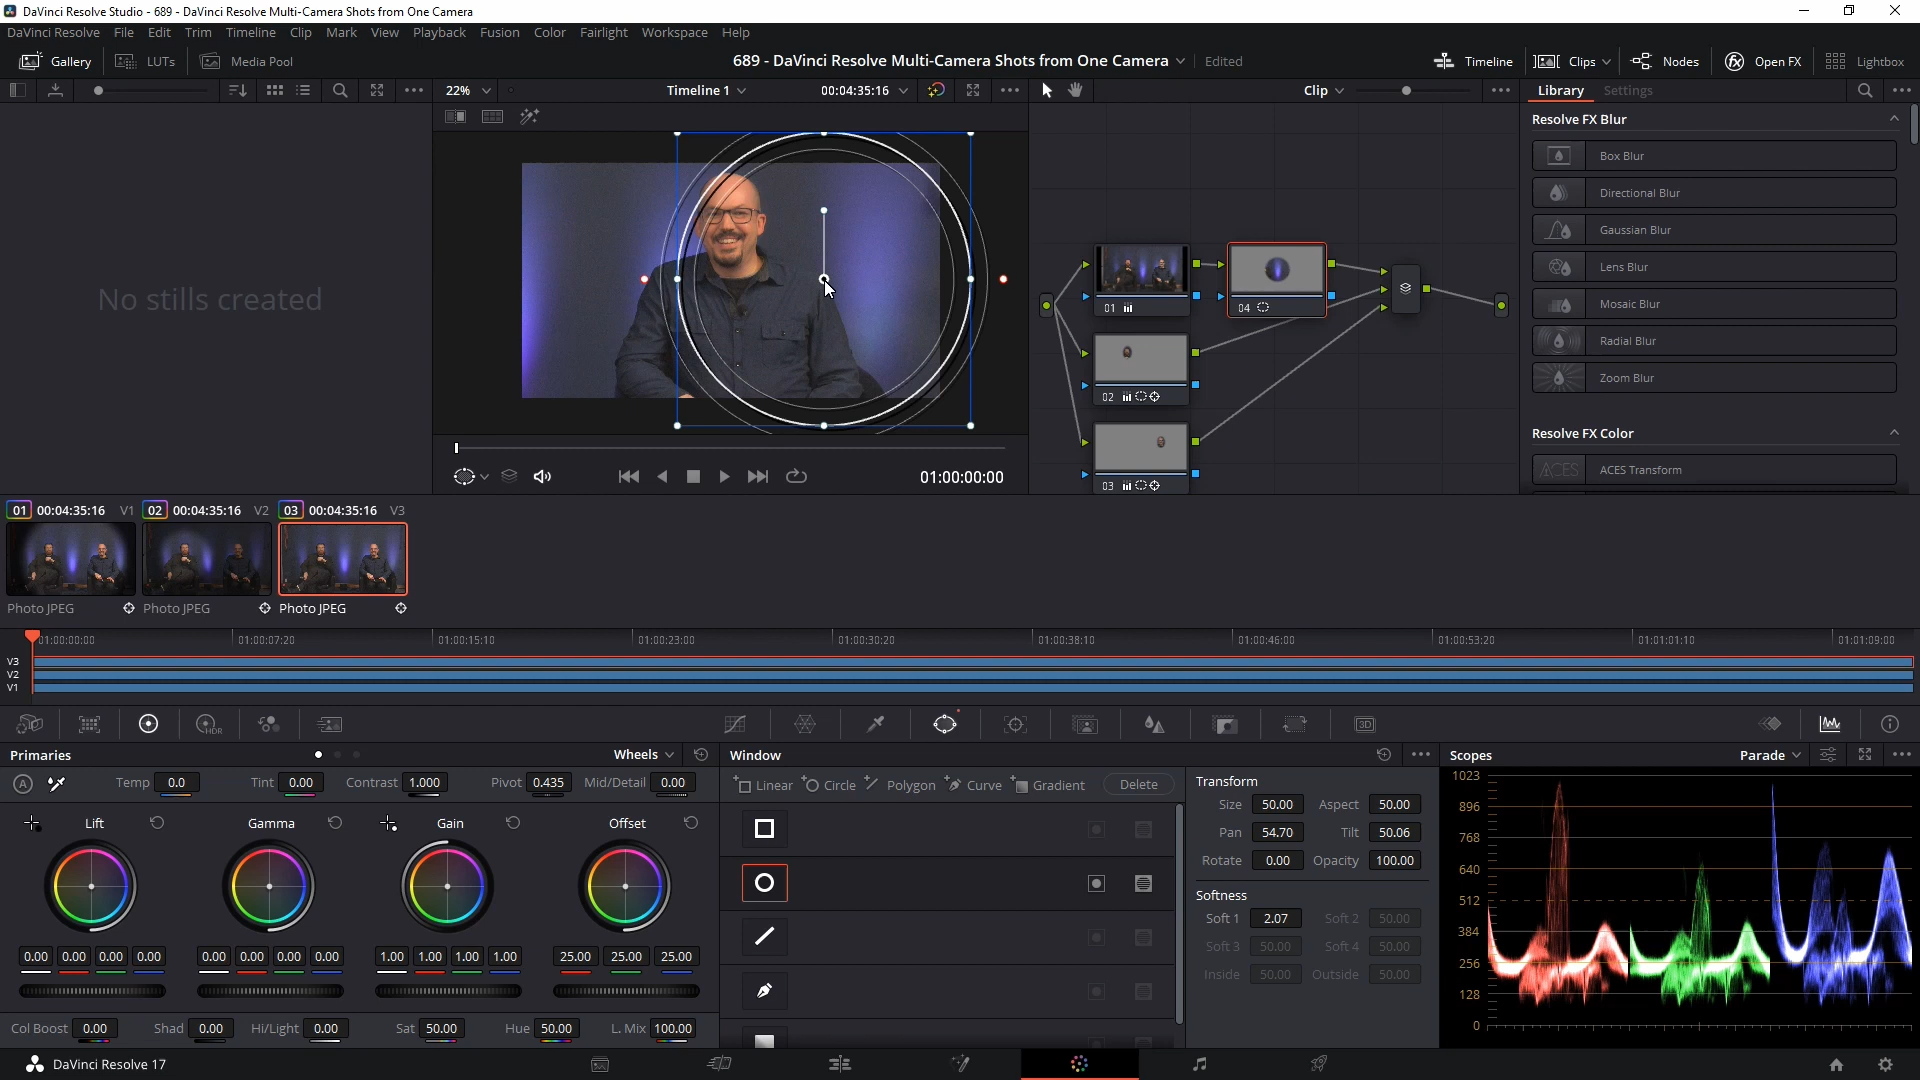 DaVinci Resolve Studio - 689 - DaVinci Resolve Multi-Camera Shots from One Camera
DaVinci Resolve File Edit Trim Timeline Clip Mark View Playback Fusion Color Fairlight Workspace Help
Gallery LUTs Media Pool 689 - DaVinci Resolve Multi-Camera Shots from One Camera Edited Timeline Clips Nodes Open FX Lightbox
22% Timeline 1 00:04:35:16 Clip Library Settings
Resolve FX Blur
Box Blur
Directional Blur
Gaussian Blur
Lens Blur
Mosaic Blur
Radial Blur
Zoom Blur
Resolve FX Color
ACES ACES Transform
No stills created
01 04
02
03
01:00:00:00
01 00:04:35:16 V1 02 00:04:35:16 V2 03 00:04:35:16 V3
Photo JPEG Photo JPEG Photo JPEG
01:00:00:00 01:00:07:20 01:00:15:10 01:00:23:00 01:00:30:20 01:00:38:10 01:00:46:00 01:00:53:20 01:01:01:10 01:01:09:00
V3
V2
V1
HDR 3D
Primaries Wheels Window Scopes Parade
A Temp 0.0 Tint 0.00 Contrast 1.000 Pivot 0.435 Mid/Detail 0.00
Lift Gamma Gain Offset
0.00 0.00 0.00 0.00 0.00 0.00 0.00 0.00 1.00 1.00 1.00 1.00 25.00 25.00 25.00
Col Boost 0.00 Shad 0.00 Hi/Light 0.00 Sat 50.00 Hue 50.00 L. Mix 100.00
Linear Circle Polygon Curve Gradient Delete
Transform
Size 50.00 Aspect 50.00
Pan 54.70 Tilt 50.06
Rotate 0.00 Opacity 100.00
Softness
Soft 1 2.07 Soft 2 50.00
Soft 3 50.00 Soft 4 50.00
Inside 50.00 Outside 50.00
1023
896
768
640
512
384
256
128
0
DaVinci Resolve 17